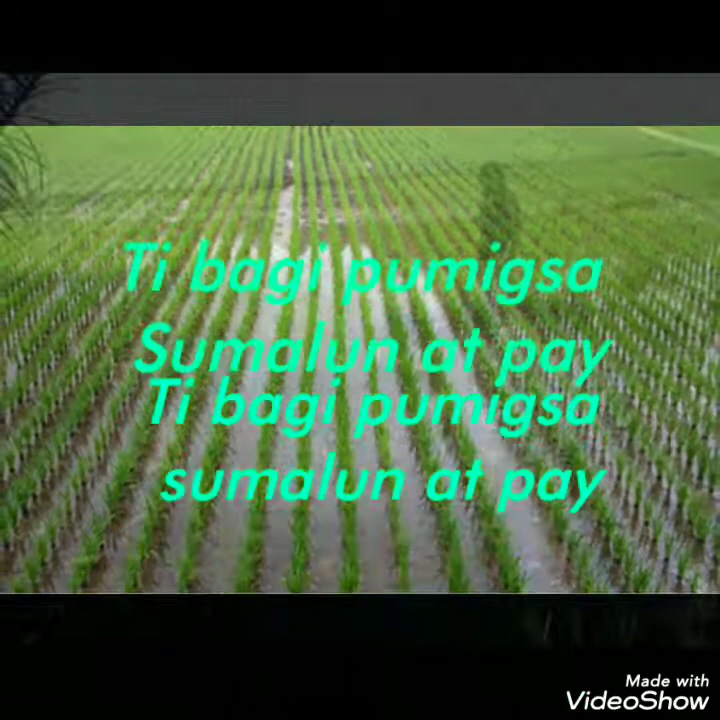 Ti bagi pumigsa
Sumalun at pay
Ti bagi pumigsa
sumalun at pay
Made with
VideoShow